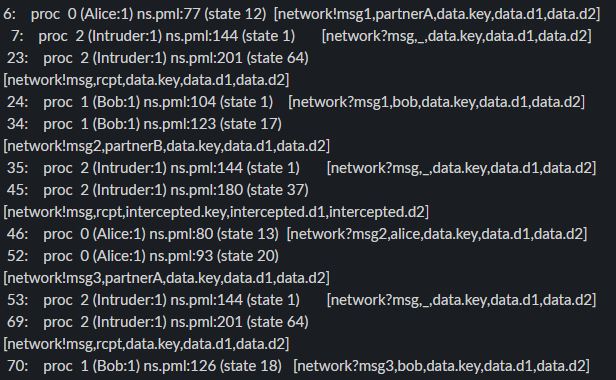 6: proc 0 (Alice:1) ns.pml:77 (state 12) [network!msg1,partnerA,data.key,data.d1,data.d2]
7: proc 2 (Intruder:1) ns.pml:144 (state 1) [network?msg,_,data.key,data.d1,data.d2]
23: proc 2 (Intruder:1) ns.pml:201 (state 64)
[network!msg,rcpt,data.key,data.d1,data.d2]
24: proc 1 (Bob:1) ns.pml:104 (state 1) [network?msg1,bob,data.key,data.d1,data.d2]
34: proc 1 (Bob:1) ns.pml:123 (state 17)
[network!msg2,partnerB,data.key,data.d1,data.d2]
35: proc 2 (Intruder:1) ns.pml:144 (state 1) [network?msg,_,data.key,data.d1,data.d2]
45: proc 2 (Intruder:1) ns.pml:180 (state 37)
[network!msg,rcpt,intercepted.key,intercepted.d1,intercepted.d2]
46: proc 0 (Alice:1) ns.pml:80 (state 13) [network?msg2,alice,data.key,data.d1,data.d2]
52: proc 0 (Alice:1) ns.pml:93 (state 20)
[network!msg3,partnerA,data.key,data.d1,data.d2]
53: proc 2 (Intruder:1) ns.pml:144 (state 1) [network?msg,_,data.key,data.d1,data.d2]
69: proc 2 (Intruder:1) ns.pml:201 (state 64)
[network!msg,rcpt,data.key,data.d1,data.d2]
70: proc 1 (Bob:1) ns.pml:126 (state 18) [network?msg3,bob,data.key,data.d1,data.d2]